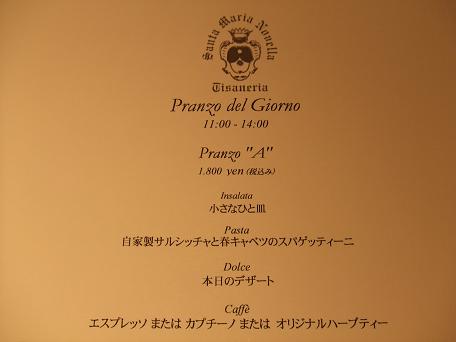 Santa Maria Novella
Tisaneria
Pranzo del Giorno
11:00 - 14:00
Pranzo "A"
1.800 yen (税込み)
Insalata
小さなひと皿
Pasta
自家製サルシッチャと春キャベツのスパゲッティーニ
Dolce
本日のデザート
Caffè
エスプレッソ または カプチーノ または オリジナルハーブティー